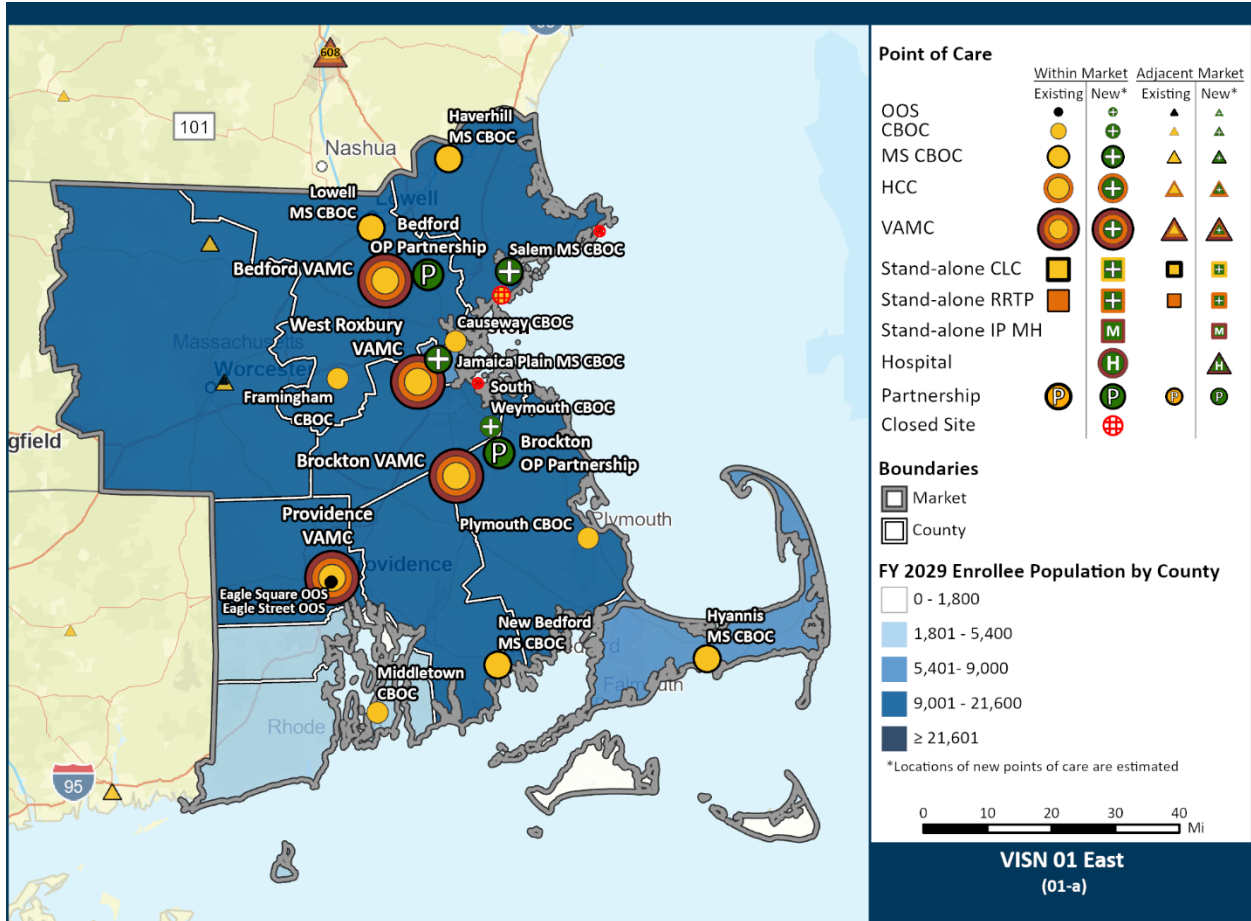 95
608
101
Nashua
Haverhill
MS CBOC
Lowell
Lowell
MS CBOC
Bedford
OP Partnership
P
Salem MS CBOC
Bedford VAMC
West Roxbury
VAMC
Causeway CBOC
Massachusetts
Worcester
Jamaica Plain MS CBOC
Framingham
CBOC
South
Weymouth CBOC
gfield
Brockton VAMC
P
Brockton
OP Partnership
Providence
VAMC
Plymouth CBOC
Plymouth
ovidence
Eagle Square OOS
Eagle Street OOS
New Bedford
MS CBOC
Hyannis
MS CBOC
Falmouth
Middletown
CBOC
Rhode
95
Point of Care
Within Market
Adjacent Market
Existing
New*
Existing
New*
OOS
CBOC
MS CBOC
HCC
VAMC
Stand-alone CLC
Stand-alone RRTP
Stand-alone IP MH
M
M
Hospital
H
H
Partnership
P
P
P
P
Closed Site
Boundaries
Market
County
FY 2029 Enrollee Population by County
0 - 1,800
1,801 - 5,400
5,401- 9,000
9,001 - 21,600
≥ 21,601
*Locations of new points of care are estimated
0
10
20
30
40
Mi
VISN 01 East
(01-a)